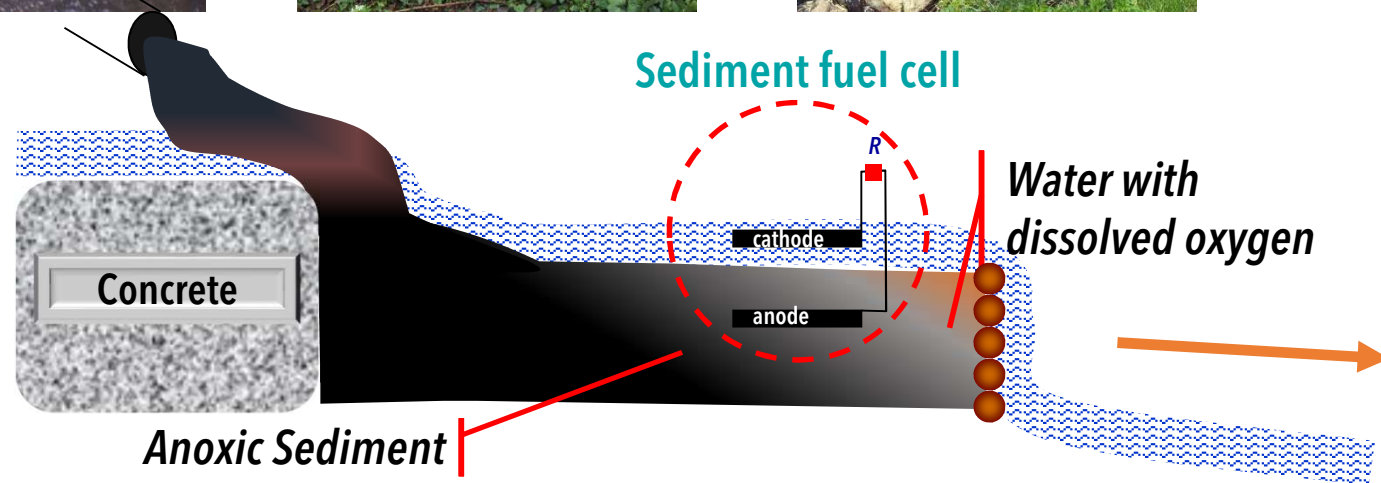 Sediment fuel cell
R
Water with
dissolved oxygen
cathode
Concrete
anode
Anoxic Sediment